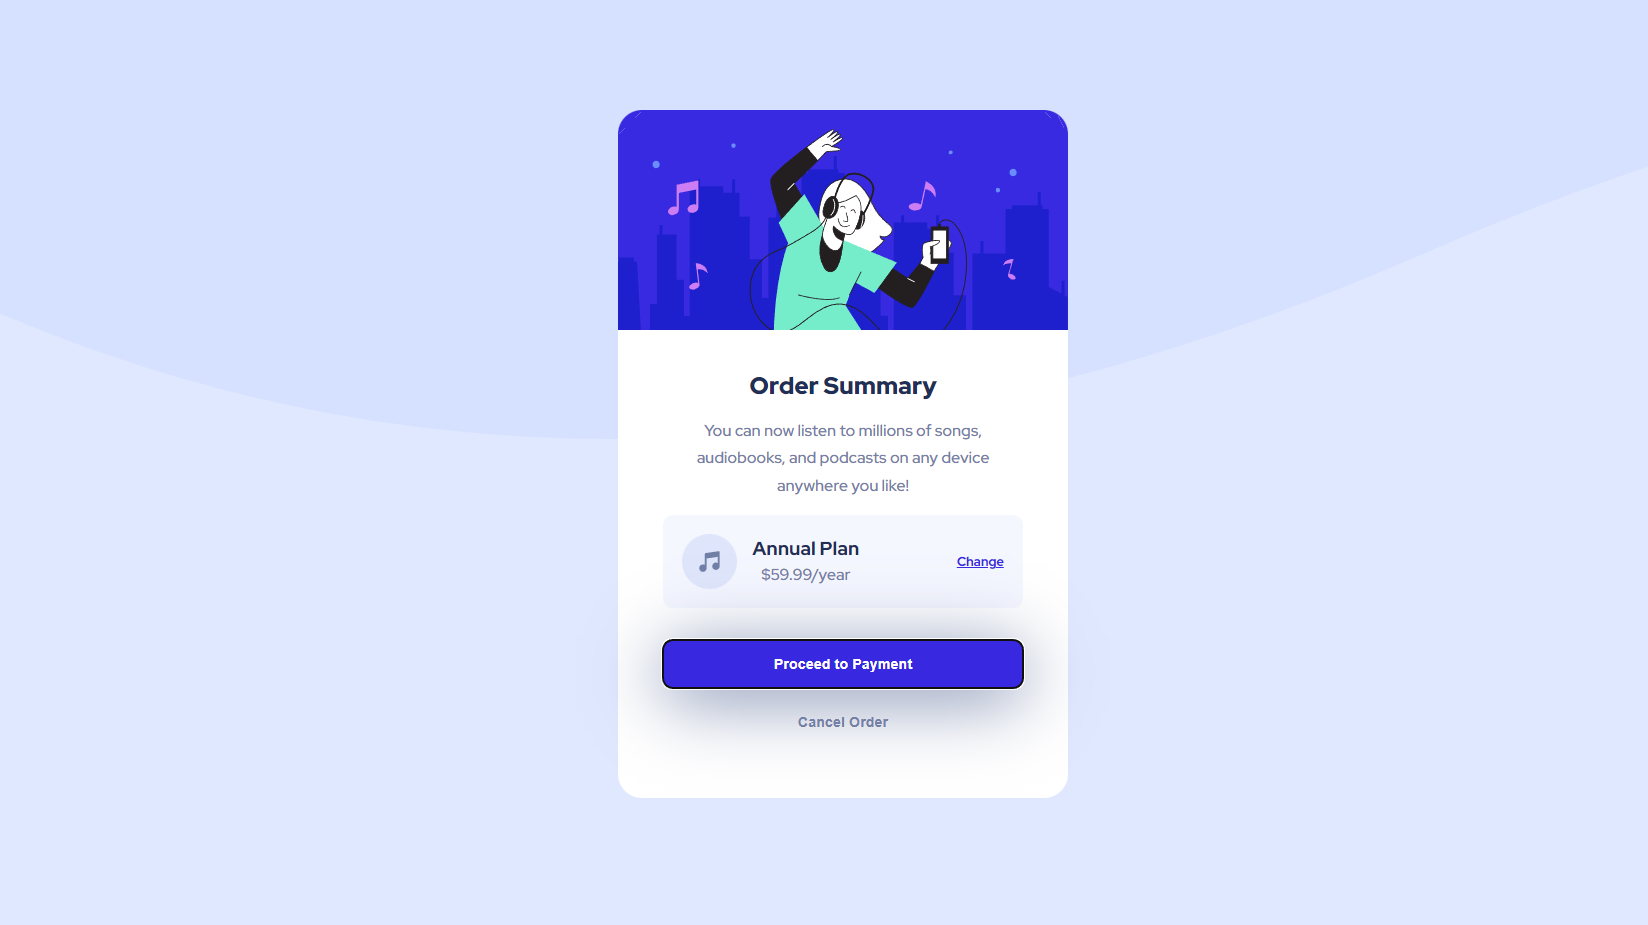 Order Summary
You can now listen to millions of songs,
audiobooks, and podcasts on any device
anywhere you like!
Annual Plan
$59.99/year
Change
Proceed to Payment
Cancel Order